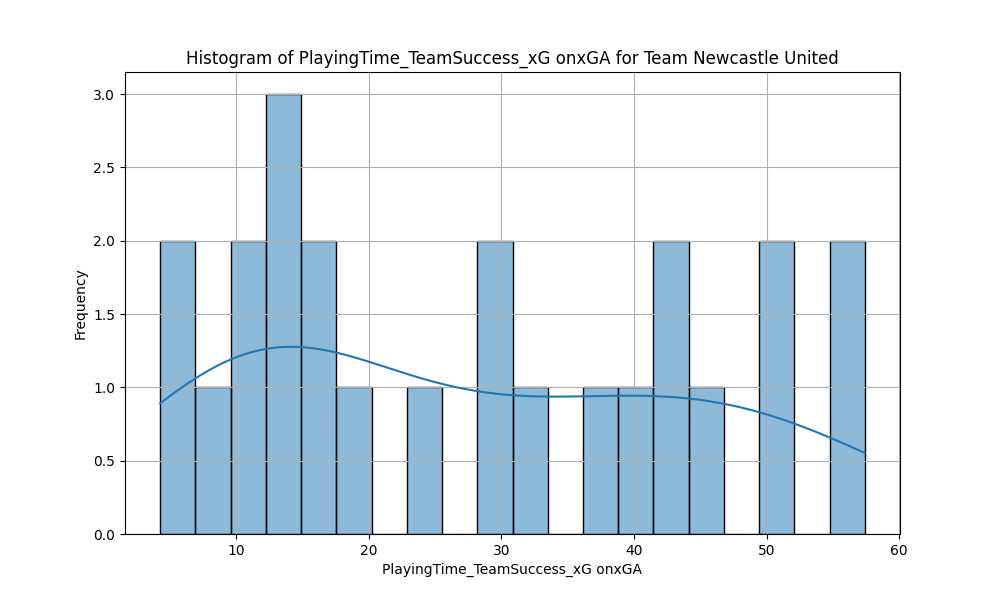 Histogram of PlayingTime_TeamSuccess_xG onxGA for Team Newcastle United
3.0
2.5
2.0
1.5
1.0
0.5
0.0
Frequency
10 20 30 40 50 60
PlayingTime_TeamSuccess_xG onxGA